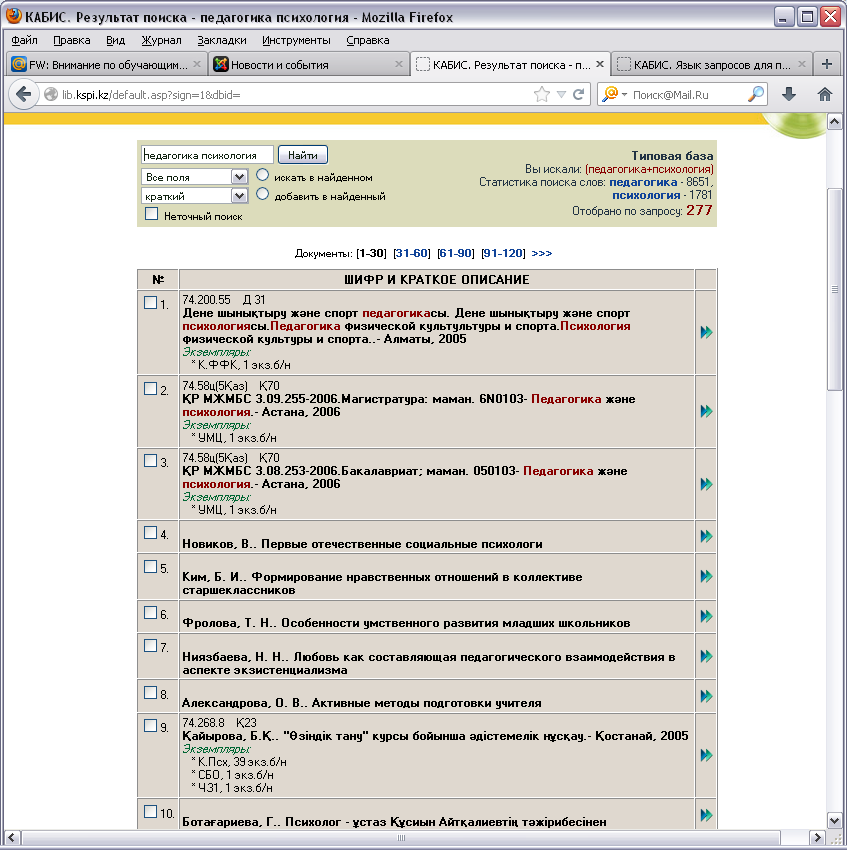 КАБИС. Результат поиска - педагогика психология - Mozilla Firefox
Файл Правка Вид Журнал Закладки Инструменты Справка
FW: Внимание по обучающим... Новости и события КАБИС. Результат поиска - п... КАБИС. Язык запросов для п...
lib.kspi.kz/default.asp?sign=1&dbid= Поиск@Mail.Ru
педагогика психология Найти Типовая база
Вы искали: (педагогика+психология)
Все поля искать в найденном Статистика поиска слов: педагогика - 8651,
краткий добавить в найденный психология - 1781
Неточный поиск Отобрано по запросу: 277
Документы: [1-30] [31-60] [61-90] [91-120] >>>
№ ШИФР И КРАТКОЕ ОПИСАНИЕ
1. 74.200.55 Д 31
Дене шынықтыру және спорт педагогикасы. Дене шынықтыру және спорт
психологиясы.Педагогика физической культультуры и спорта.Психология
физической культуры и спорта..- Алматы, 2005
Экземпляры:
* К.ФФК, 1 экз.б/н
2. 74.58ц(5Қаз) Қ70
ҚР МЖМБС 3.09.255-2006.Магистратура: маман. 6N0103- Педагогика және
психология.- Астана, 2006
Экземпляры:
* УМЦ, 1 экз.б/н
3. 74.58ц(5Қаз) Қ70
ҚР МЖМБС 3.08.253-2006.Бакалавриат; маман. 050103- Педагогика және
психология.- Астана, 2006
Экземпляры:
* УМЦ, 1 экз.б/н
4.
Новиков, В.. Первые отечественные социальные психологи
5.
Ким, Б. И.. Формирование нравственных отношений в коллективе
старшеклассников
6.
Фролова, Т. Н.. Особенности умственного развития младших школьников
7.
Ниязбаева, Н. Н.. Любовь как составляющая педагогического взаимодействия в
аспекте экзистенциализма
8.
Александрова, О. В.. Активные методы подготовки учителя
9. 74.268.8 Қ23
Қайырова, Б.Қ.. "Өзіндік тану" курсы бойынша әдістемелік нұсқау.- Қостанай, 2005
Экземпляры:
* К.Псх, 39 экз.б/н
* СБО, 1 экз.б/н
* ЧЗ1, 1 экз.б/н
10.
Ботағариева, Г.. Психолог - ұстаз Құсиын Айтқалиевтің тәжірибесінен